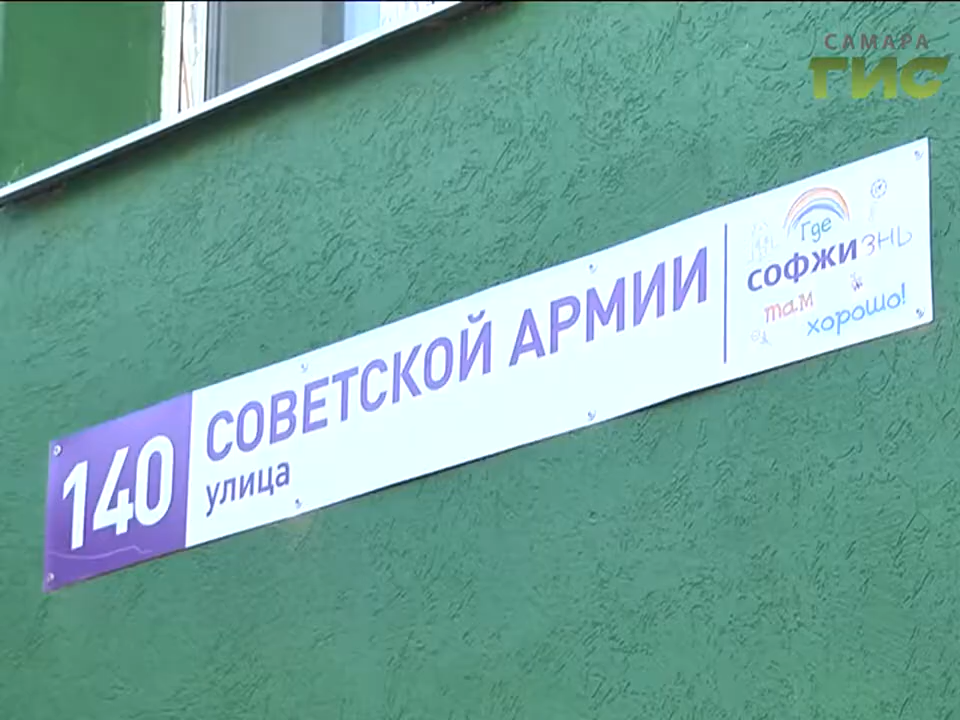 САМАРА
ГИС
140
СОВЕТСКОЙ АРМИИ
улица
Где
СОФЖИЗНЬ
там
хорошо!